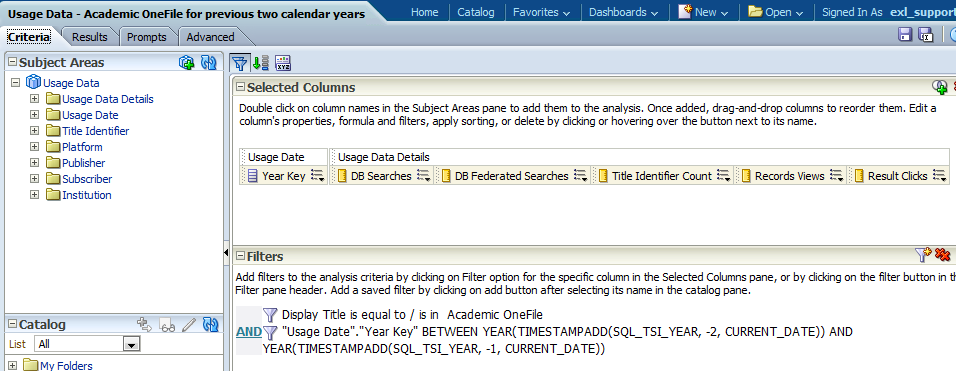 Usage Data - Academic OneFile for previous two calendar years
Home Catalog Favorites Dashboards New Open Signed In As exl_support
Criteria Results Prompts Advanced
Subject Areas
Usage Data
Usage Data Details
Usage Date
Title Identifier
Platform
Publisher
Subscriber
Institution
Catalog
List All
My Folders
Selected Columns
Double click on column names in the Subject Areas pane to add them to the analysis. Once added, drag-and-drop columns to reorder them. Edit a
column's properties, formula and filters, apply sorting, or delete by clicking or hovering over the button next to its name.
Usage Date Usage Data Details
Year Key DB Searches DB Federated Searches Title Identifier Count Records Views Result Clicks
Filters
Add filters to the analysis criteria by clicking on Filter option for the specific column in the Selected Columns pane, or by clicking on the filter button in th
Filter pane header. Add a saved filter by clicking on add button after selecting its name in the catalog pane.
Display Title is equal to / is in Academic OneFile
AND "Usage Date"."Year Key" BETWEEN YEAR(TIMESTAMPADD(SQL_TSI_YEAR, -2, CURRENT_DATE)) AND
YEAR(TIMESTAMPADD(SQL_TSI_YEAR, -1, CURRENT_DATE))